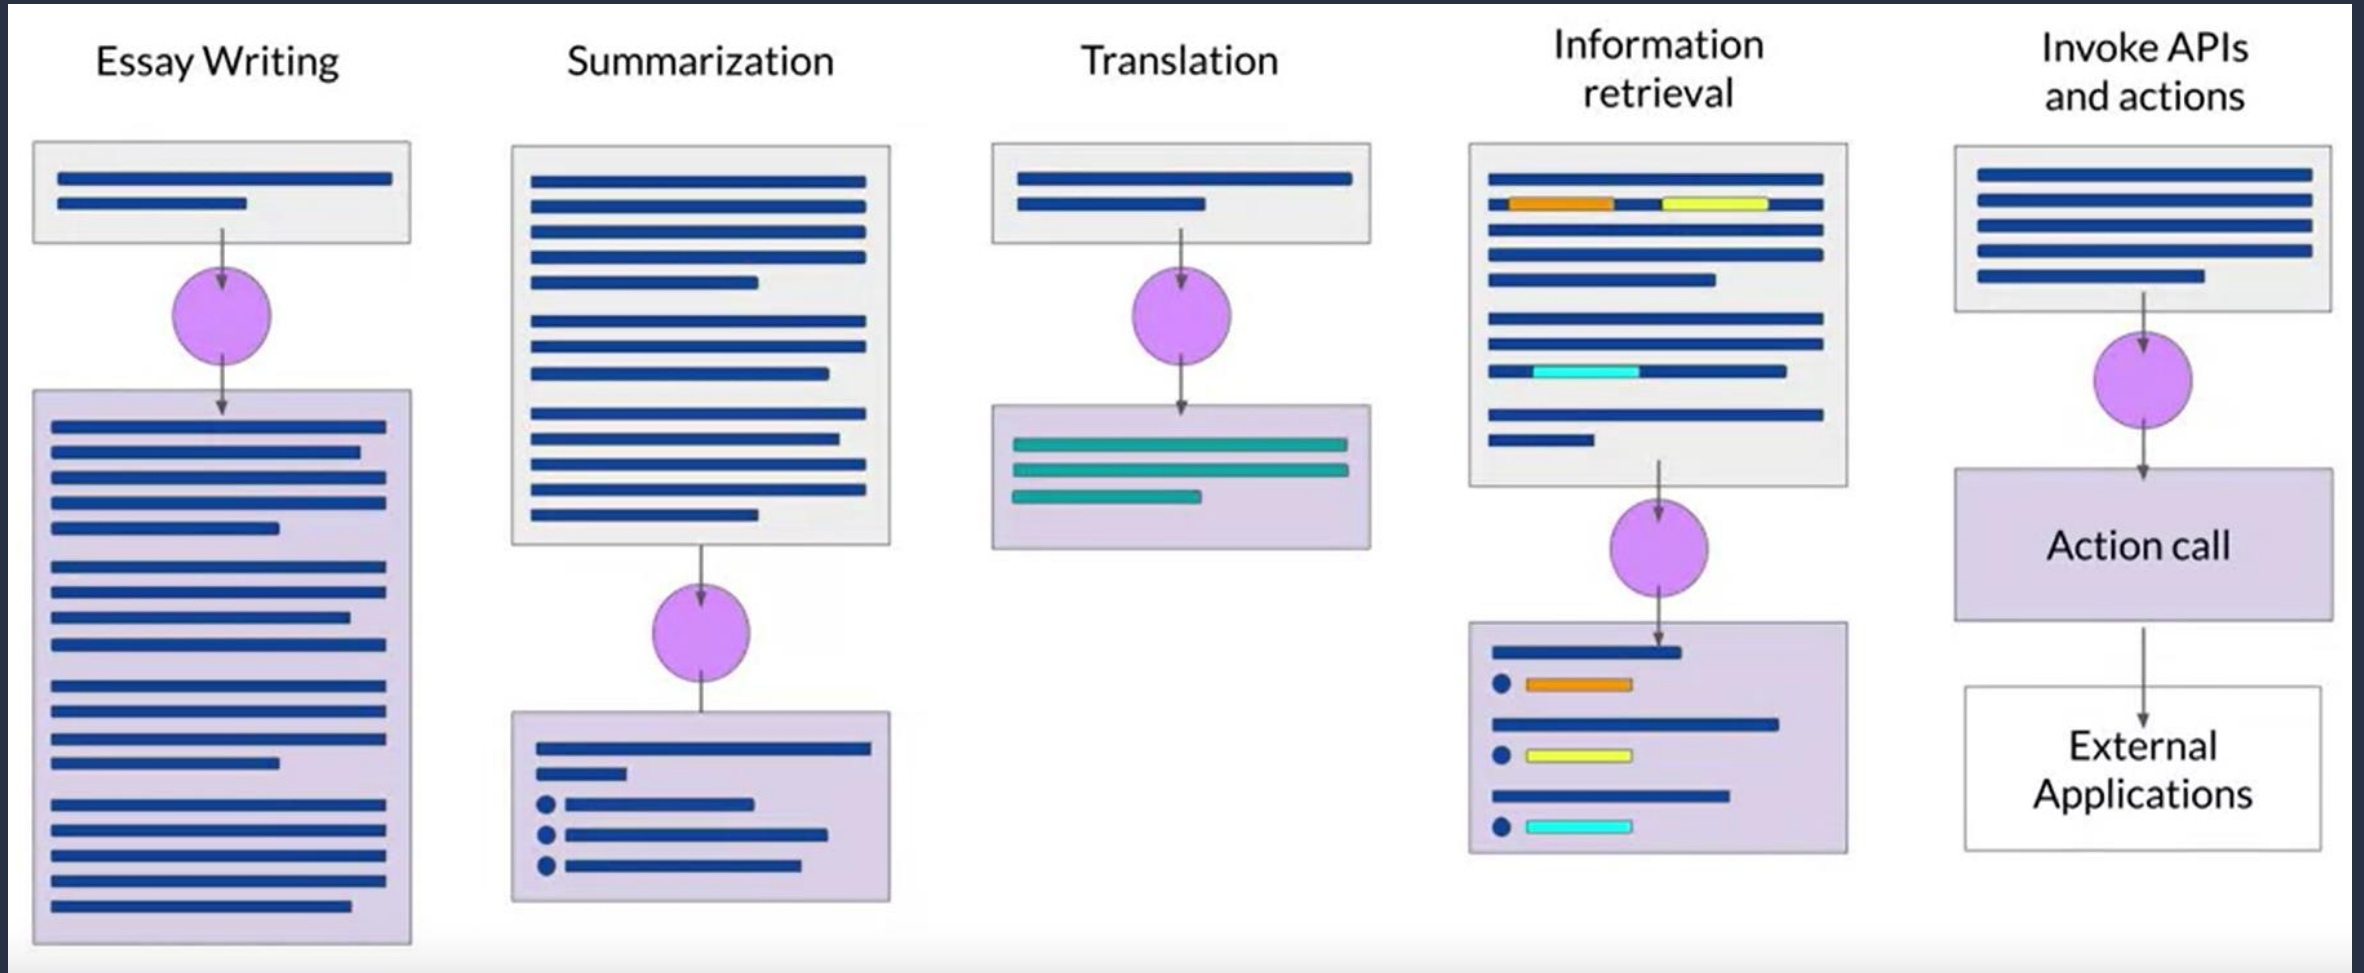 Essay Writing
Summarization
Translation
Information
retrieval
Invoke APIs
and actions
Action call
External
Applications